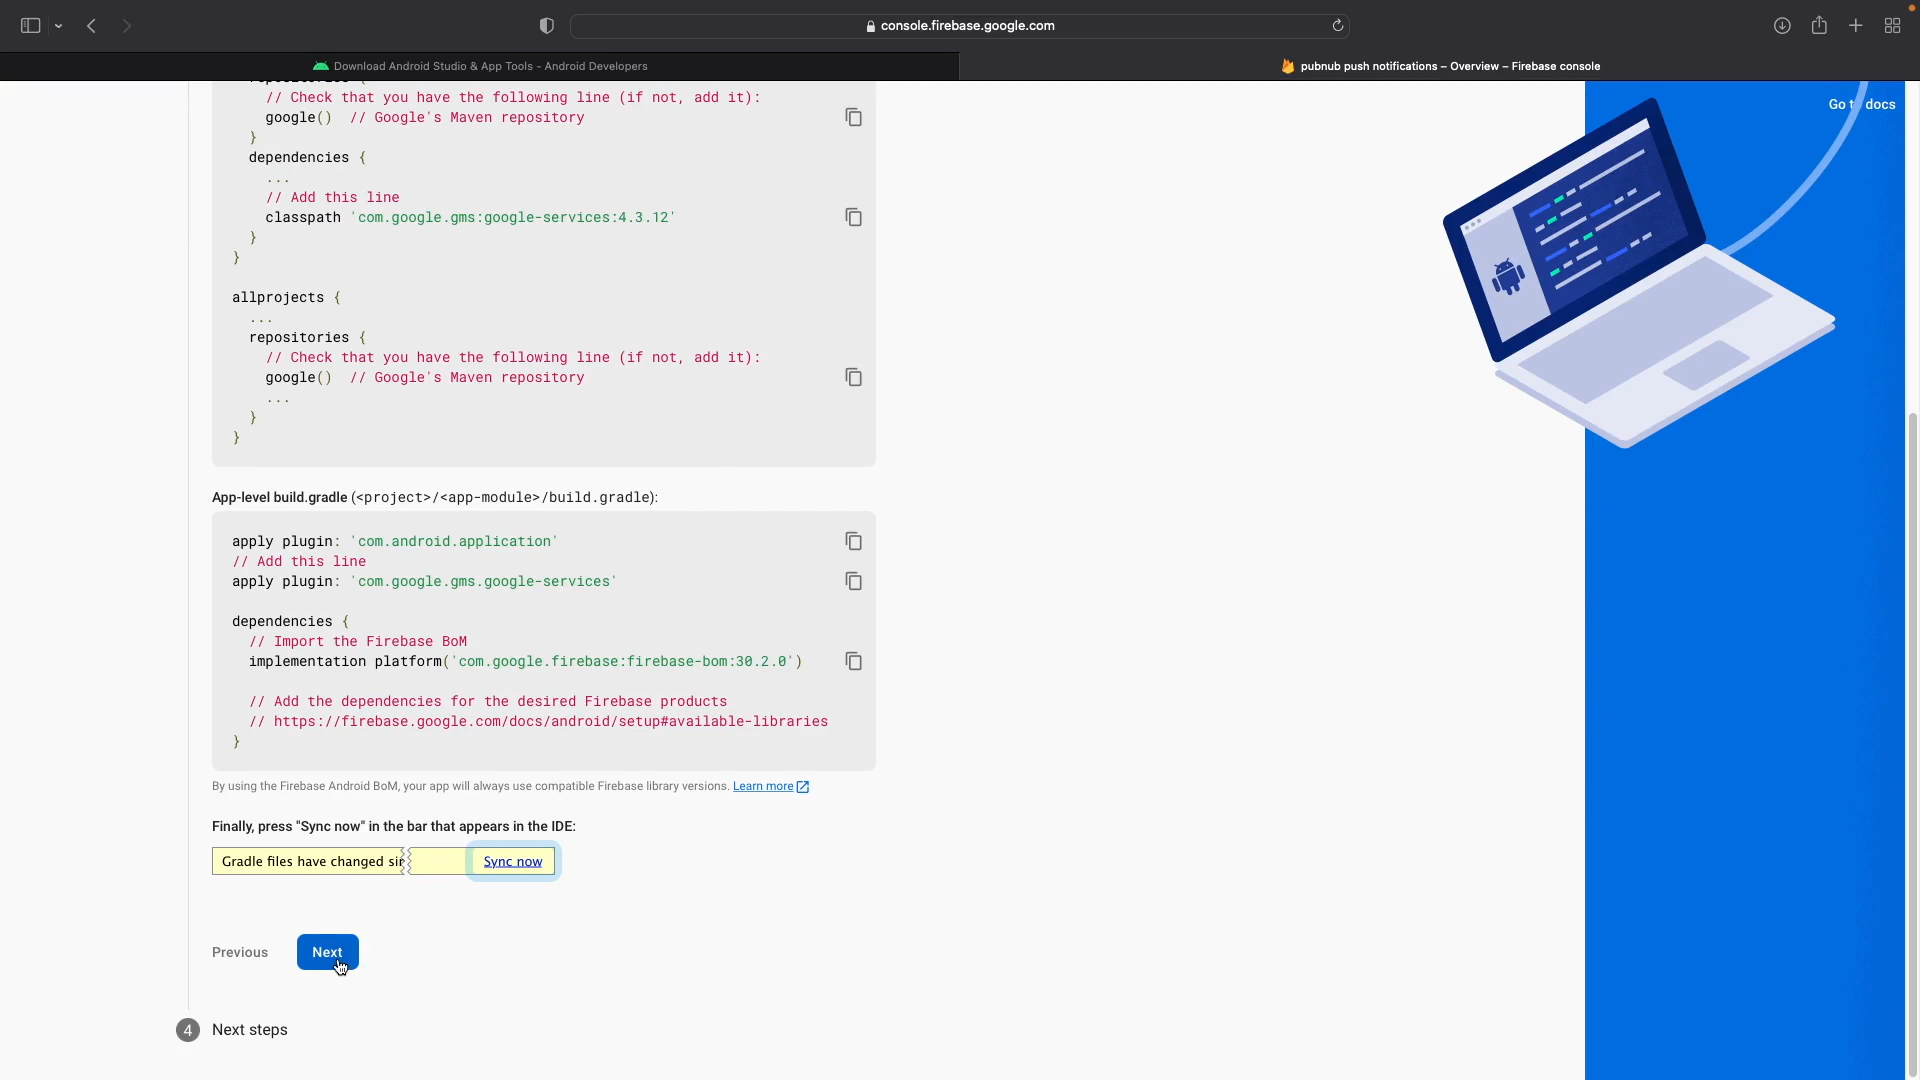 console.firebase.google.com
Download Android Studio & App Tools - Android Developers
pubnub push notifications – Overview – Firebase console
Go t docs
// Check that you have the following line (if not, add it):
google()  // Google's Maven repository
}
dependencies {
...
// Add this line
classpath 'com.google.gms:google-services:4.3.12'
}
}
allprojects {
...
repositories {
// Check that you have the following line (if not, add it):
google()  // Google's Maven repository
...
}
}
App-level build.gradle (<project>/<app-module>/build.gradle):
apply plugin: 'com.android.application'
// Add this line
apply plugin: 'com.google.gms.google-services'
dependencies {
// Import the Firebase BoM
implementation platform('com.google.firebase:firebase-bom:30.2.0')
// Add the dependencies for the desired Firebase products
// https://firebase.google.com/docs/android/setup#available-libraries
}
By using the Firebase Android BoM, your app will always use compatible Firebase library versions. Learn more
Finally, press "Sync now" in the bar that appears in the IDE:
Gradle files have changed sin Sync now
Previous Next
4 Next steps